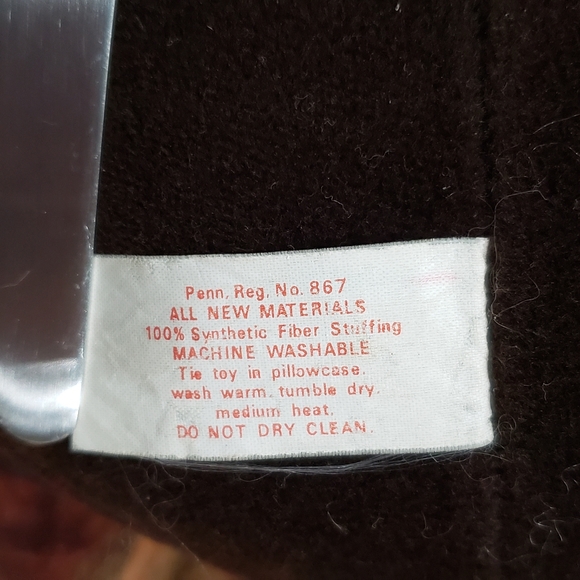 Penn. Reg. No. 867
ALL NEW MATERIALS
100% Synthetic Fiber Stuffing
MACHINE WASHABLE
Tie toy in pillowcase.
wash warm. tumble dry.
medium heat.
DO NOT DRY CLEAN.